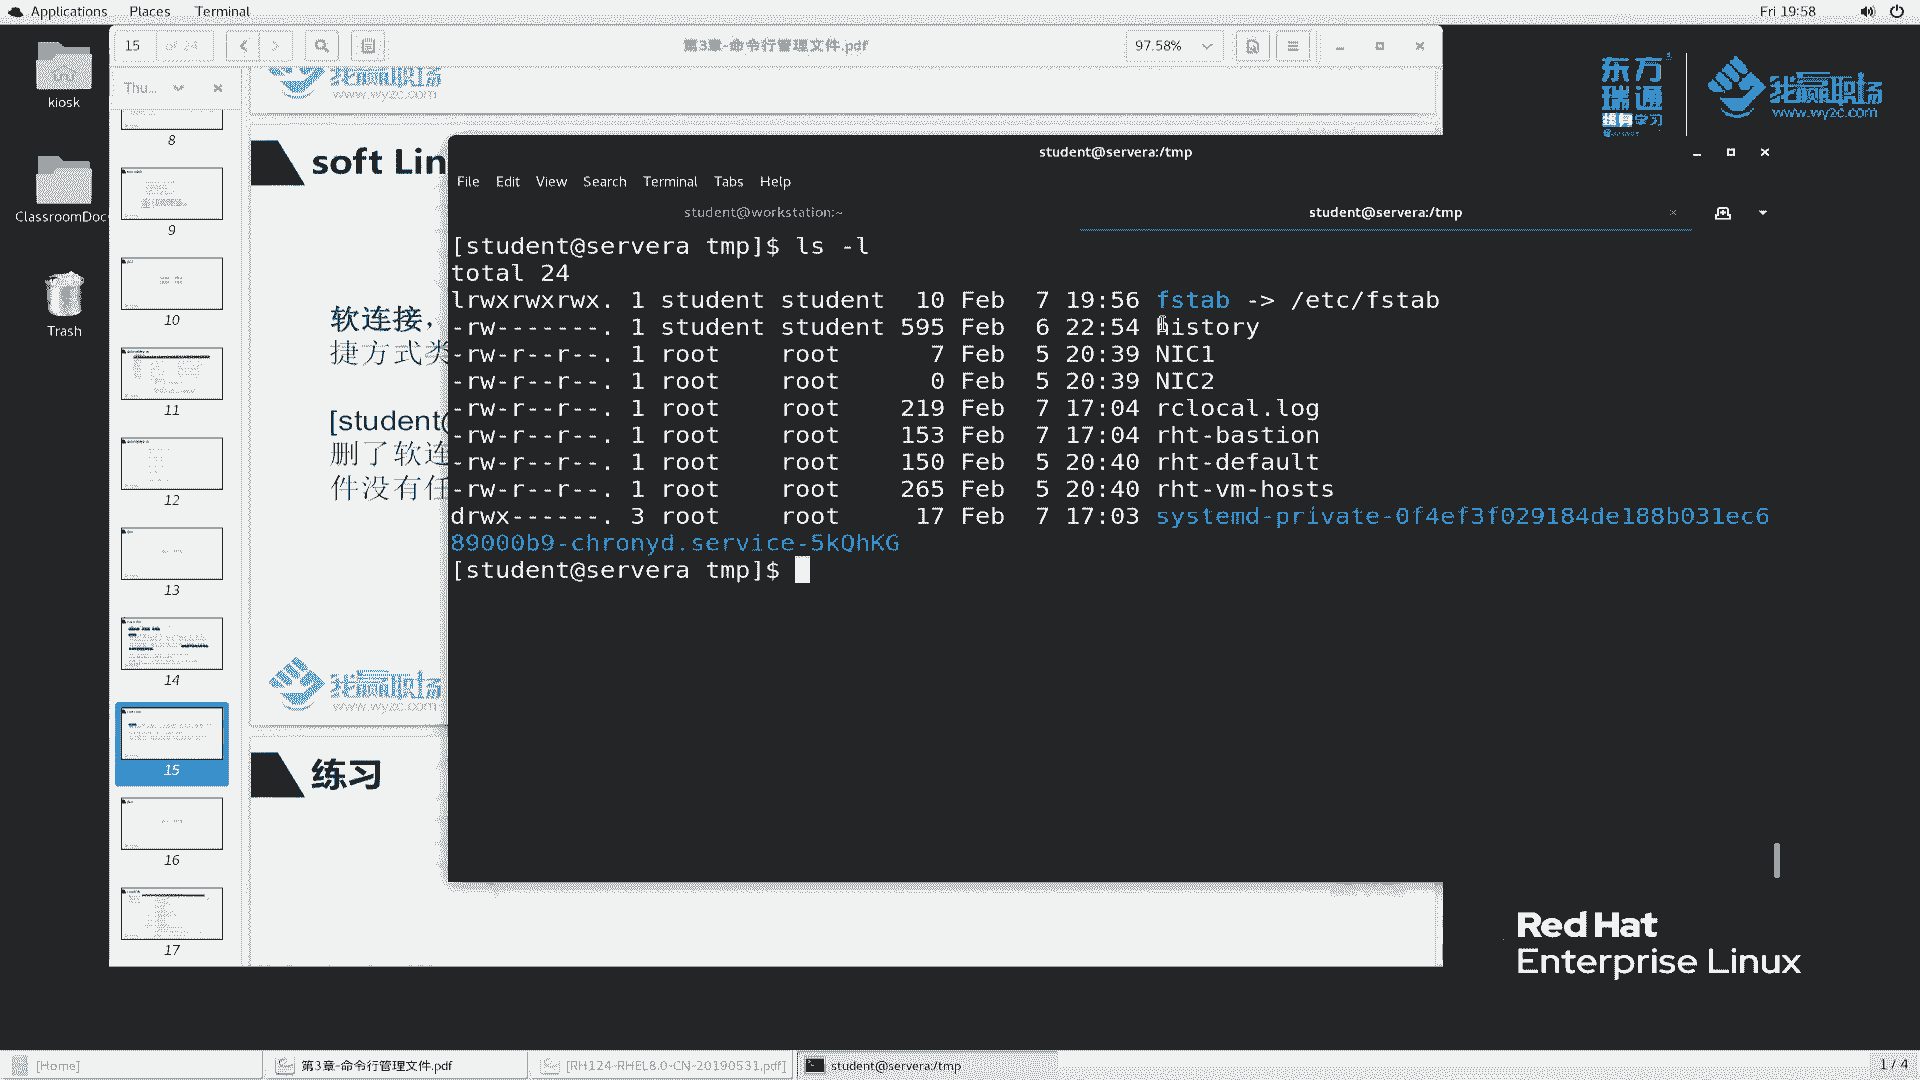 Applications Places Terminal
Fri 19:58
kiosk
ClassroomDoc
Trash
15 of 24
第3章-命令行管理文件.pdf
97.58%
Thu...
8
9
10
11
12
13
14
15
16
17
我赢职场
www.wyzc.com
soft Lin
软连接，
捷方式类
[student@
删了软连
件没有任
我赢职场
www.wyzc.com
练习
东方
瑞通
终身学习
我赢职场
www.wyzc.com
student@servera:/tmp
File Edit View Search Terminal Tabs Help
student@workstation:~
student@servera:/tmp
[student@servera tmp]$ ls -l
total 24
lrwxrwxrwx. 1 student student 10 Feb 7 19:56 fstab -> /etc/fstab
-rw-------. 1 student student 595 Feb 6 22:54 history
-rw-r--r--. 1 root root 7 Feb 5 20:39 NIC1
-rw-r--r--. 1 root root 0 Feb 5 20:39 NIC2
-rw-r--r--. 1 root root 219 Feb 7 17:04 rclocal.log
-rw-r--r--. 1 root root 153 Feb 7 17:04 rht-bastion
-rw-r--r--. 1 root root 150 Feb 5 20:40 rht-default
-rw-r--r--. 1 root root 265 Feb 5 20:40 rht-vm-hosts
drwx------. 3 root root 17 Feb 7 17:03 systemd-private-0f4ef3f029184de188b031ec6
89000b9-chronyd.service-5kQhKG
[student@servera tmp]$
Red Hat
Enterprise Linux
[Home]
第3章-命令行管理文件.pdf
[RH124-RHEL8.0-CN-20190531.pdf]
student@servera:/tmp
1 / 4